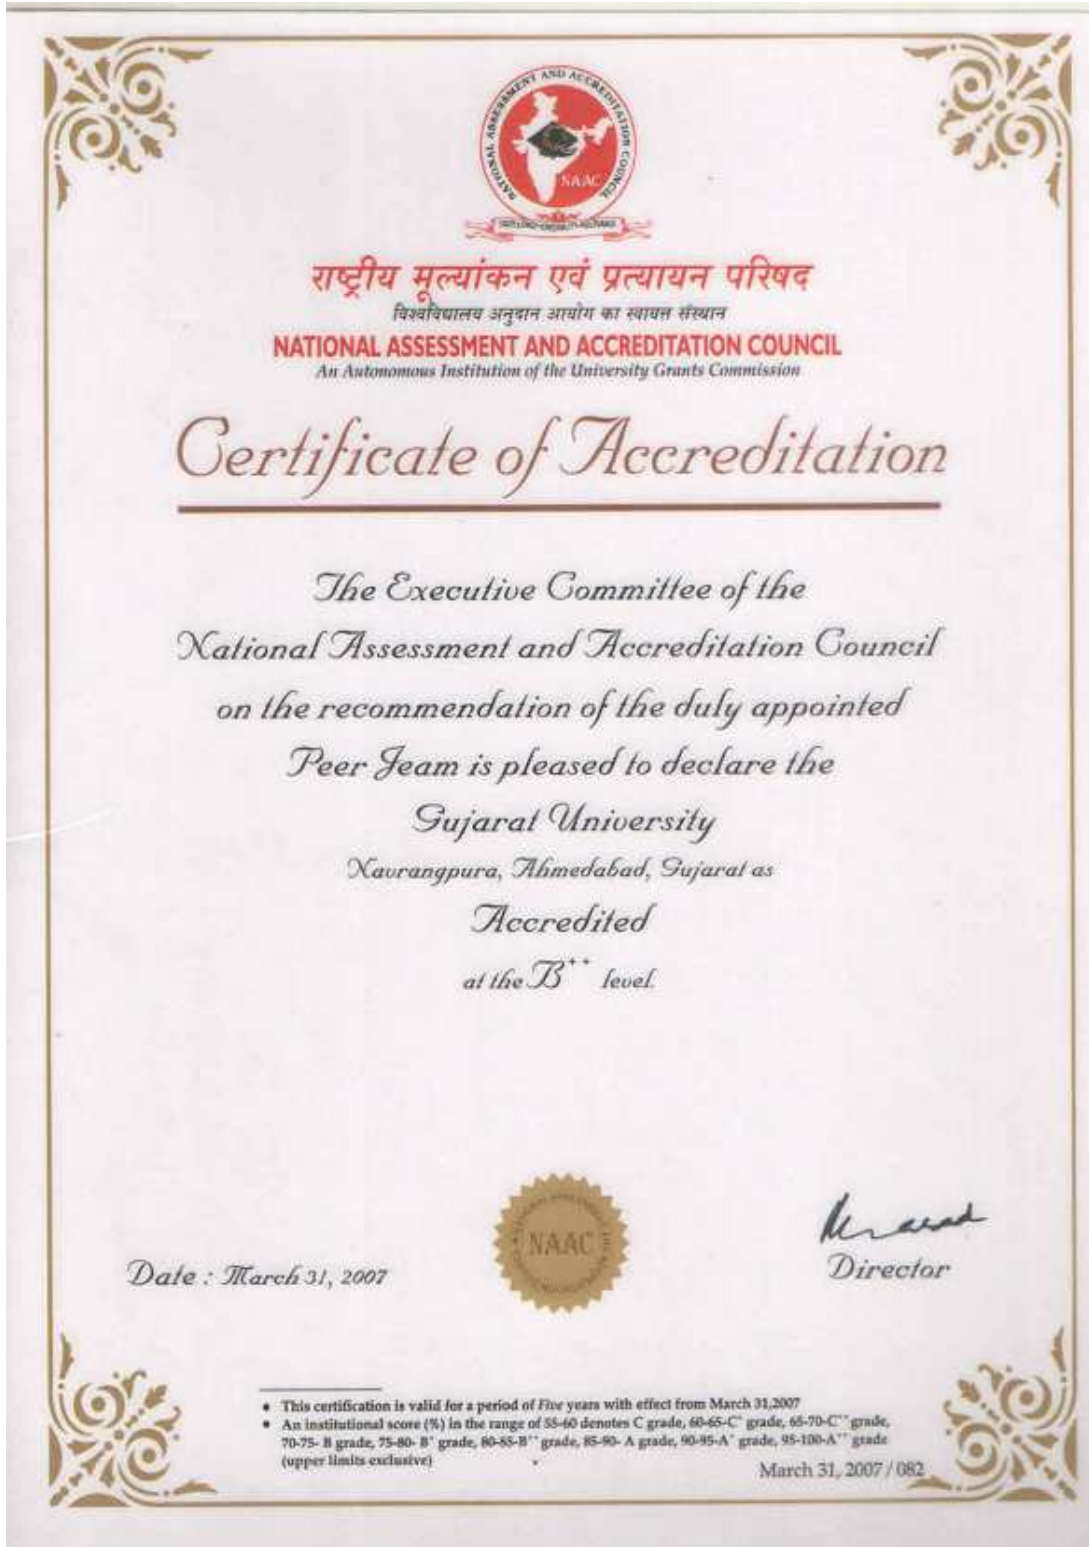 NATIONAL ASSESSMENT AND ACCREDITATION COUNCIL
NAAC
राष्ट्रीय मूल्यांकन एवं प्रत्यायन परिषद
विश्वविद्यालय अनुदान आयोग का स्वायत्त संस्थान
NATIONAL ASSESSMENT AND ACCREDITATION COUNCIL
An Autonomous Institution of the University Grants Commission
Certificate of Accreditation
The Executive Committee of the
National Assessment and Accreditation Council
on the recommendation of the duly appointed
Peer Team is pleased to declare the
Gujarat University
Navrangpura, Ahmedabad, Gujarat as
Accredited
at the B⁺⁺ level.
NAAC
Director
Date : March 31, 2007
• This certification is valid for a period of Five years with effect from March 31,2007
• An institutional score (%) in the range of 55-60 denotes C grade, 60-65-C⁺ grade, 65-70-C⁺⁺ grade,
70-75- B grade, 75-80- B⁺ grade, 80-85-B⁺⁺ grade, 85-90- A grade, 90-95-A⁺ grade, 95-100-A⁺⁺ grade
(upper limits exclusive)
March 31, 2007 / 082